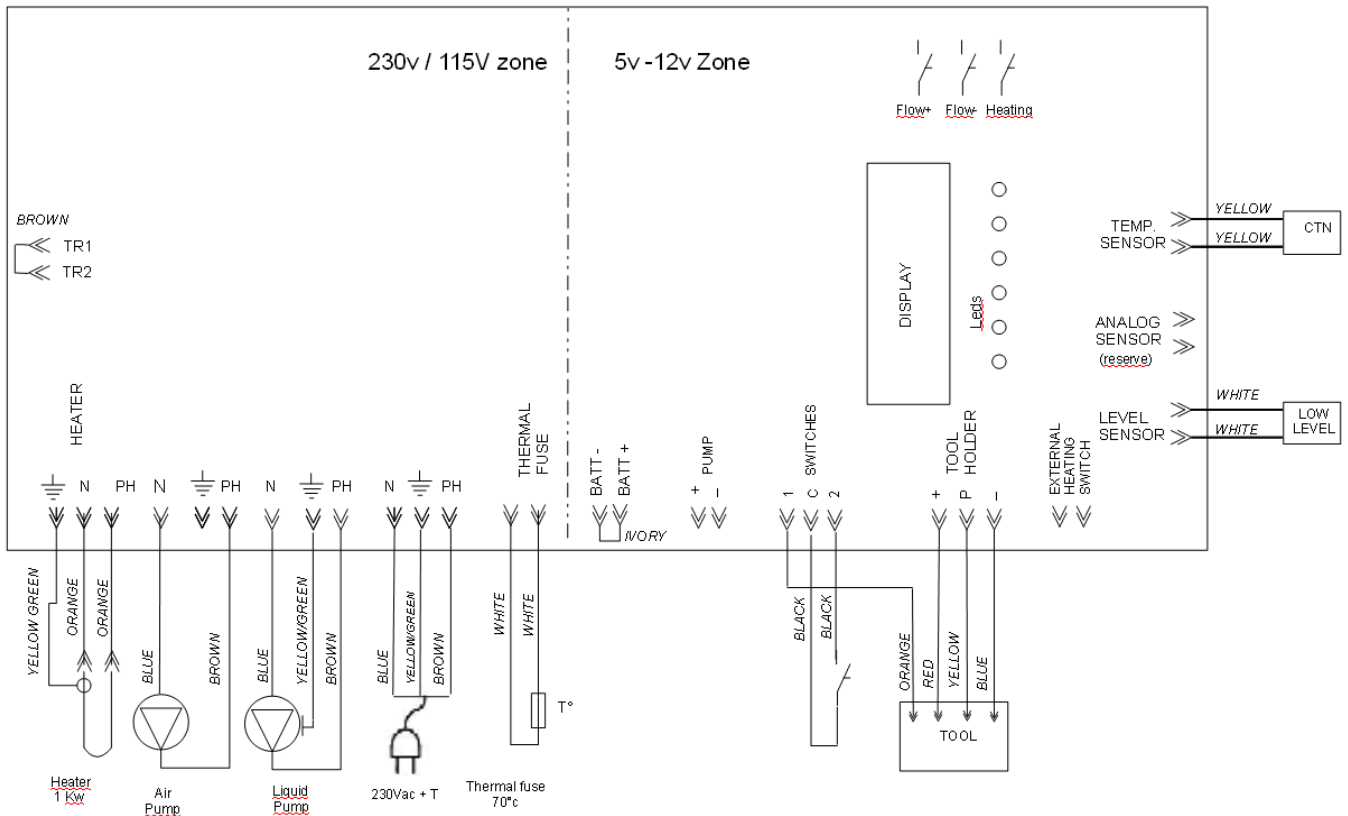 230v / 115V zone
5v -12v Zone
Flow+
Flow-
Heating
BROWN
TR1
TR2
DISPLAY
Leds
TEMP.
SENSOR
YELLOW
YELLOW
CTN
ANALOG
SENSOR
(reserve)
LEVEL
SENSOR
WHITE
WHITE
LOW
LEVEL
HEATER
THERMAL
FUSE
BATT -
BATT +
PUMP
SWITCHES
TOOL
HOLDER
EXTERNAL
HEATING
SWITCH
N
PH
N
PH
N
PH
N
PH
+
-
1
C
2
+
P
-
IVORY
YELLOW GREEN
ORANGE
ORANGE
BLUE
BROWN
BLUE
YELLOW/GREEN
BROWN
BLUE
YELLOW/GREEN
BROWN
WHITE
WHITE
BLACK
BLACK
ORANGE
RED
YELLOW
BLUE
T°
TOOL
Heater
1 Kw
Air
Pump
Liquid
Pump
230Vac + T
Thermal fuse
70°c